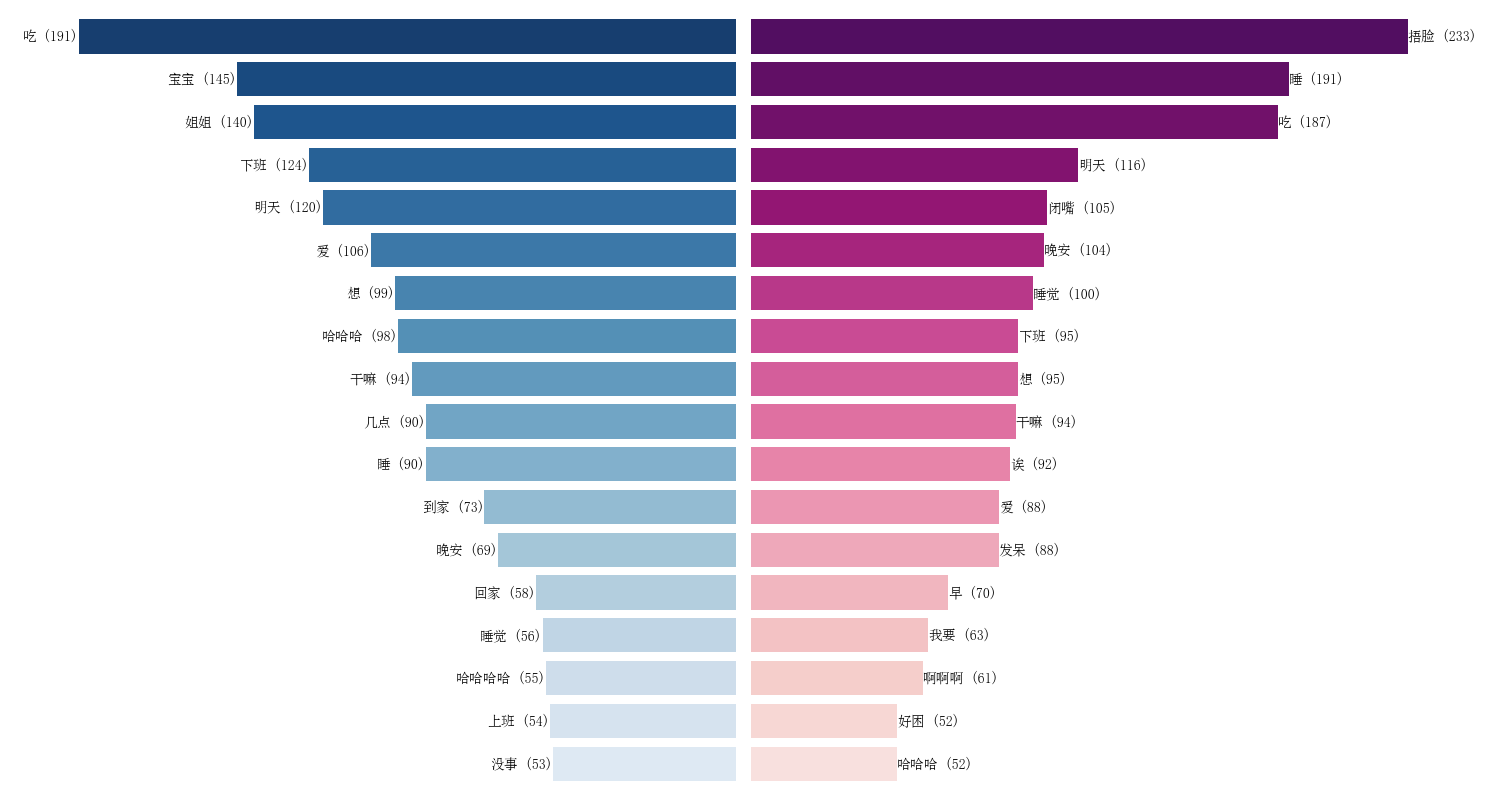 吃 (191) 捂脸 (233)
宝宝 (145) 睡 (191)
姐姐 (140) 吃 (187)
下班 (124) 明天 (116)
明天 (120) 闭嘴 (105)
爱 (106) 晚安 (104)
想 (99) 睡觉 (100)
哈哈哈 (98) 下班 (95)
干嘛 (94) 想 (95)
几点 (90) 干嘛 (94)
睡 (90) 诶 (92)
到家 (73) 爱 (88)
晚安 (69) 发呆 (88)
回家 (58) 早 (70)
睡觉 (56) 我要 (63)
哈哈哈哈 (55) 啊啊啊 (61)
上班 (54) 好困 (52)
没事 (53) 哈哈哈 (52)